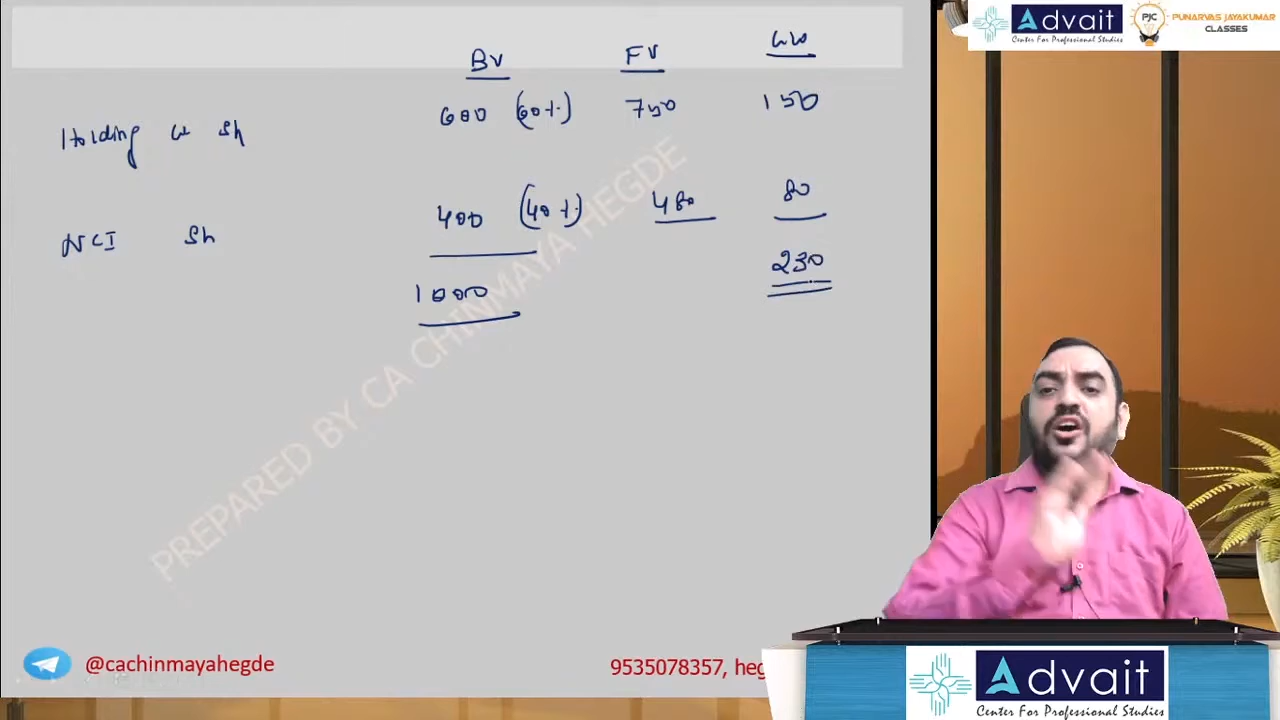 BV FV GW
Holding Co Sh 600 (60%) 750 150
NCI Sh 400 (40%) 480 80
1000 230
PREPARED BY CA CHINMAYA HEGDE
@cachinmayahegde
9535078357, heg
Advait
Center For Professional Studies
PJC
PUNARVAS JAYAKUMAR
CLASSES
Advait
Center For Professional Studies